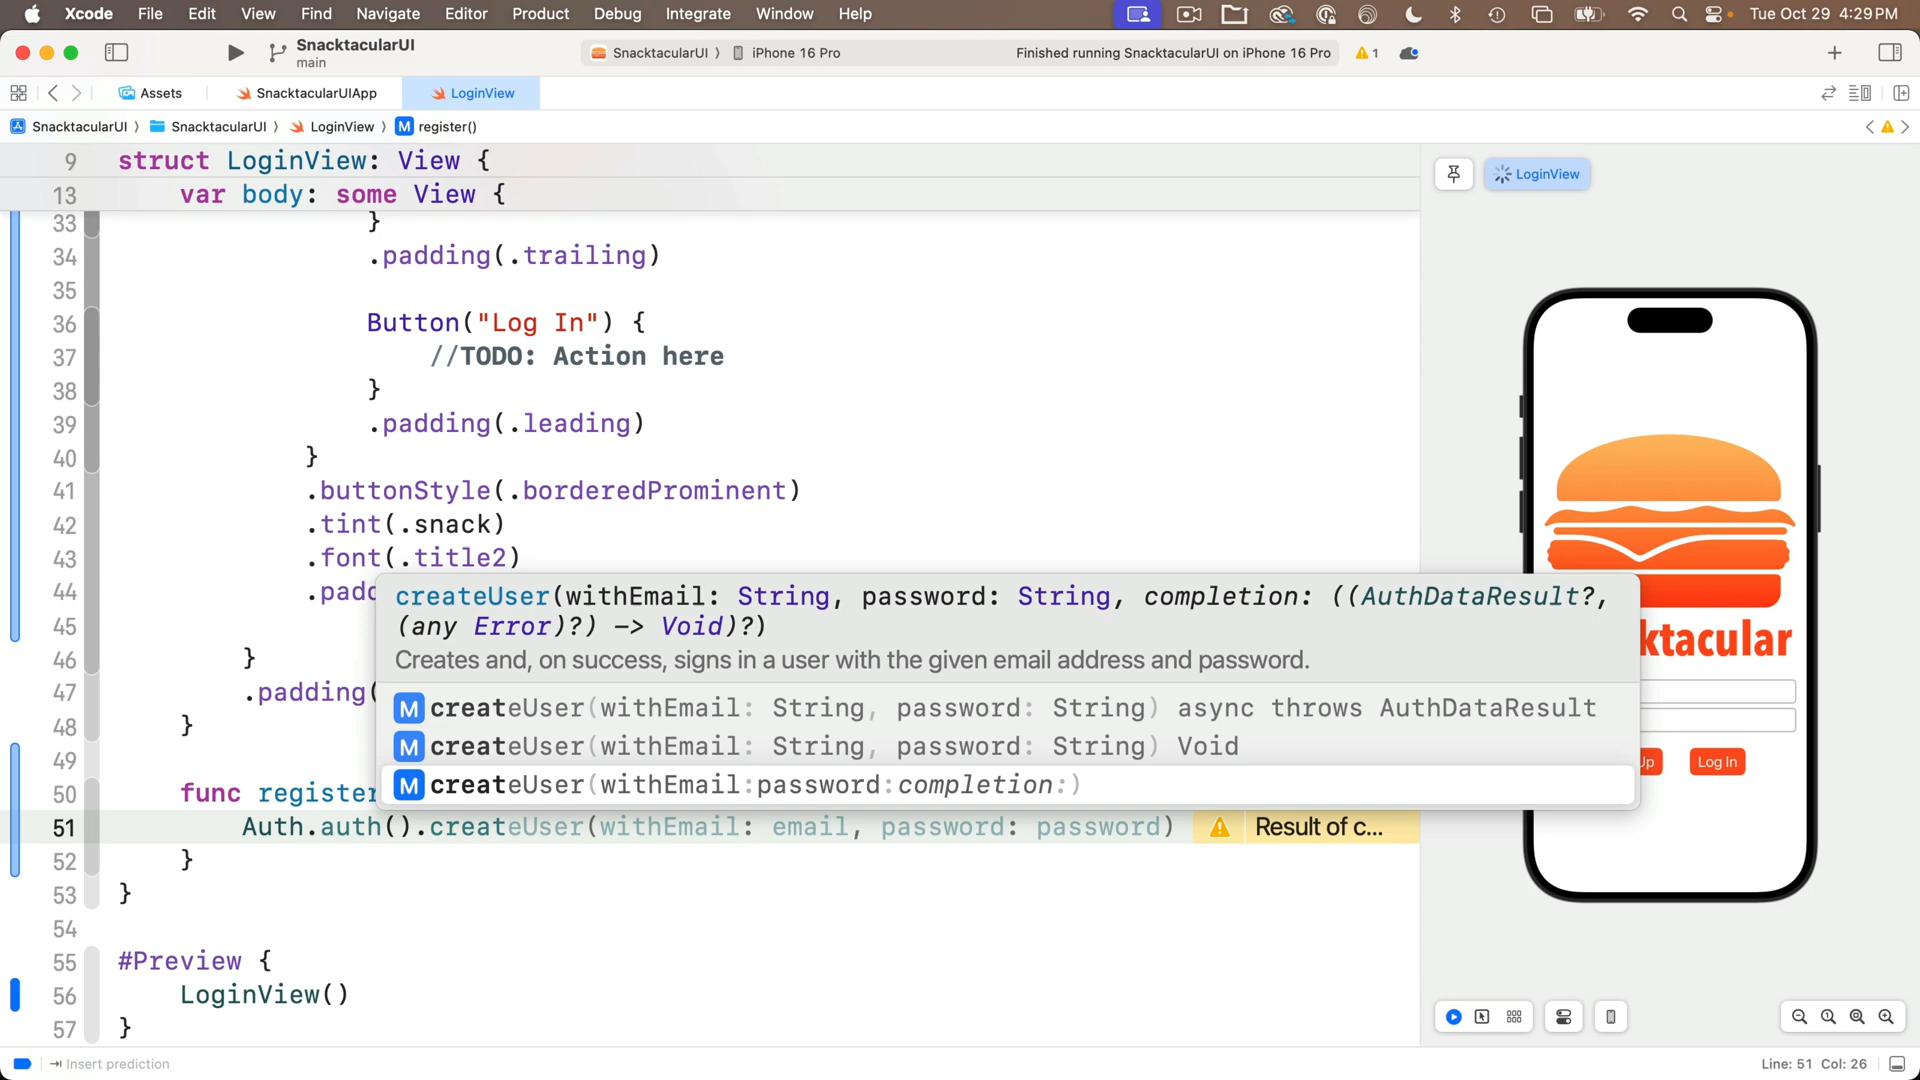 Xcode File Edit View Find Navigate Editor Product Debug Integrate Window Help Tue Oct 29 4:29 PM
SnacktacularUI
main
SnacktacularUI 〉 iPhone 16 Pro
Finished running SnacktacularUI on iPhone 16 Pro
1
Assets SnacktacularUIApp LoginView
SnacktacularUI 〉 SnacktacularUI 〉 LoginView 〉 M register()
9 struct LoginView: View {
13 var body: some View {
33 }
34 .padding(.trailing)
35
36 Button("Log In") {
37 //TODO: Action here
38 }
39 .padding(.leading)
40 }
41 .buttonStyle(.borderedProminent)
42 .tint(.snack)
43 .font(.title2)
44 .padd
45
46 }
47 .padding(
48 }
49
50 func register
51 Auth.auth().createUser(withEmail: email, password: password) Result of c...
52 }
53 }
54
55 #Preview {
56 LoginView()
57 }
createUser(withEmail: String, password: String, completion: ((AuthDataResult?,
(any Error)?) -> Void)?)
Creates and, on success, signs in a user with the given email address and password.
M createUser(withEmail: String, password: String) async throws AuthDataResult
M createUser(withEmail: String, password: String) Void
M createUser(withEmail:password:completion:)
LoginView
ktacular
Up Log In
Insert prediction
Line: 51 Col: 26